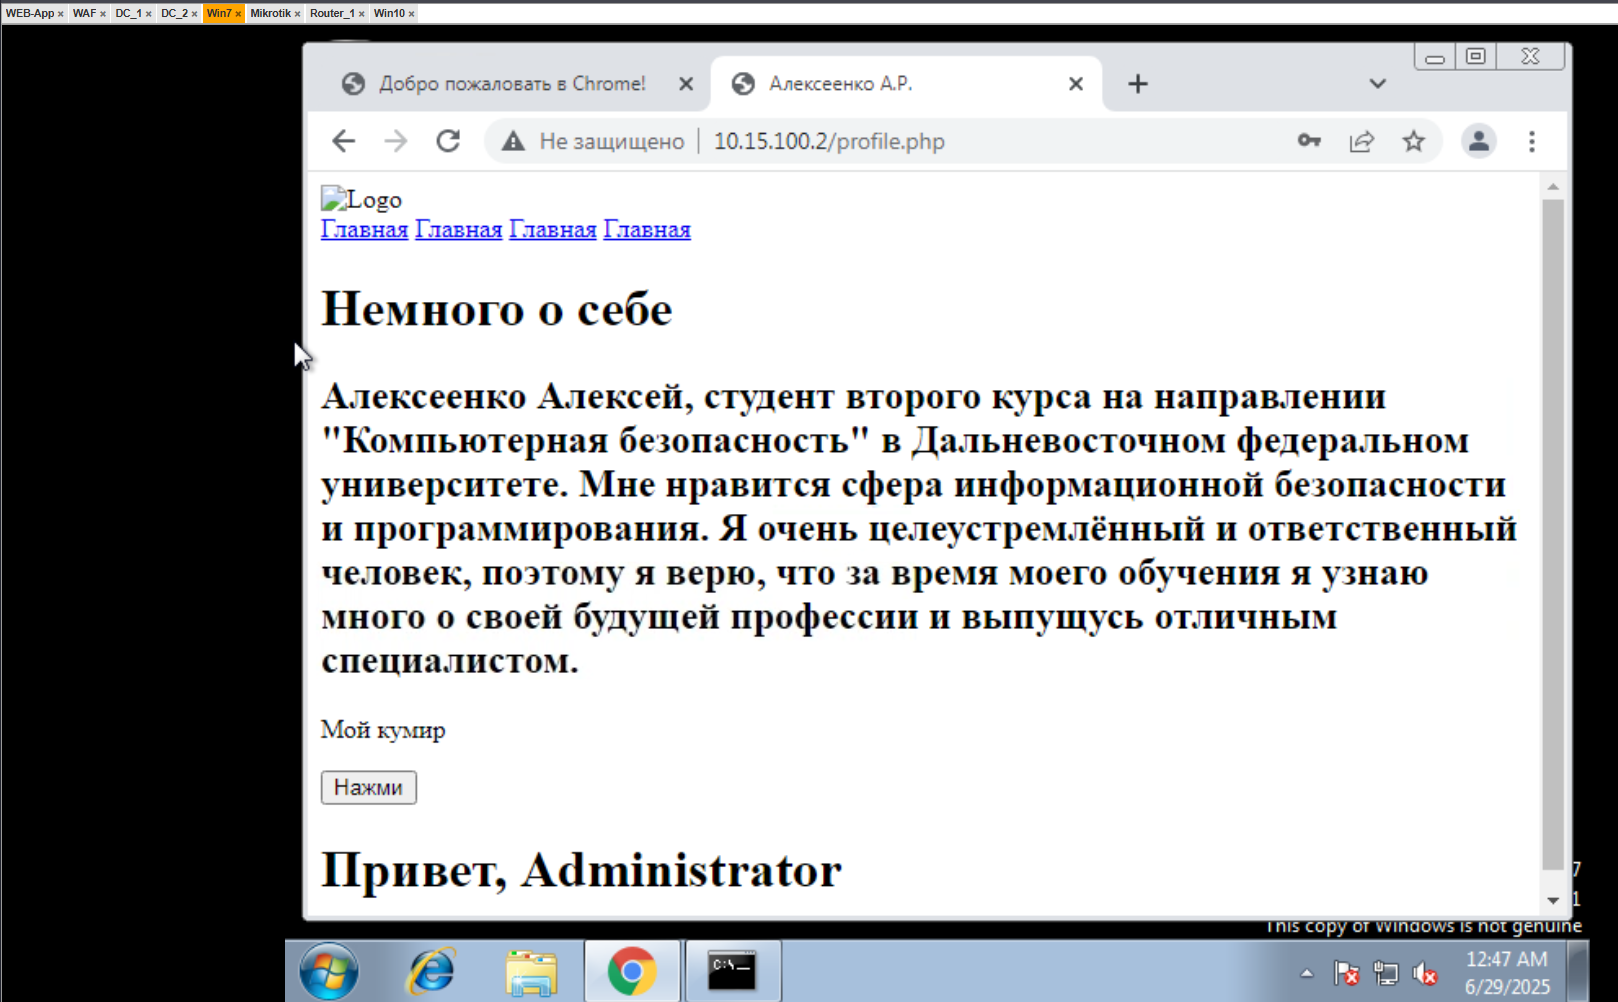 WEB-App × WAF × DC_1 × DC_2 × Win7 × Mikrotik × Router_1 × Win10 ×
Добро пожаловать в Chrome! Алексеенко А.Р.
Не защищено 10.15.100.2/profile.php
Logo
Главная Главная Главная Главная
Немного о себе
Алексеенко Алексей, студент второго курса на направлении
"Компьютерная безопасность" в Дальневосточном федеральном
университете. Мне нравится сфера информационной безопасности
и программирования. Я очень целеустремлённый и ответственный
человек, поэтому я верю, что за время моего обучения я узнаю
много о своей будущей профессии и выпущусь отличным
специалистом.
Мой кумир
Нажми
Привет, Administrator
7
1
This copy of Windows is not genuine
C:\
12:47 AM
6/29/2025